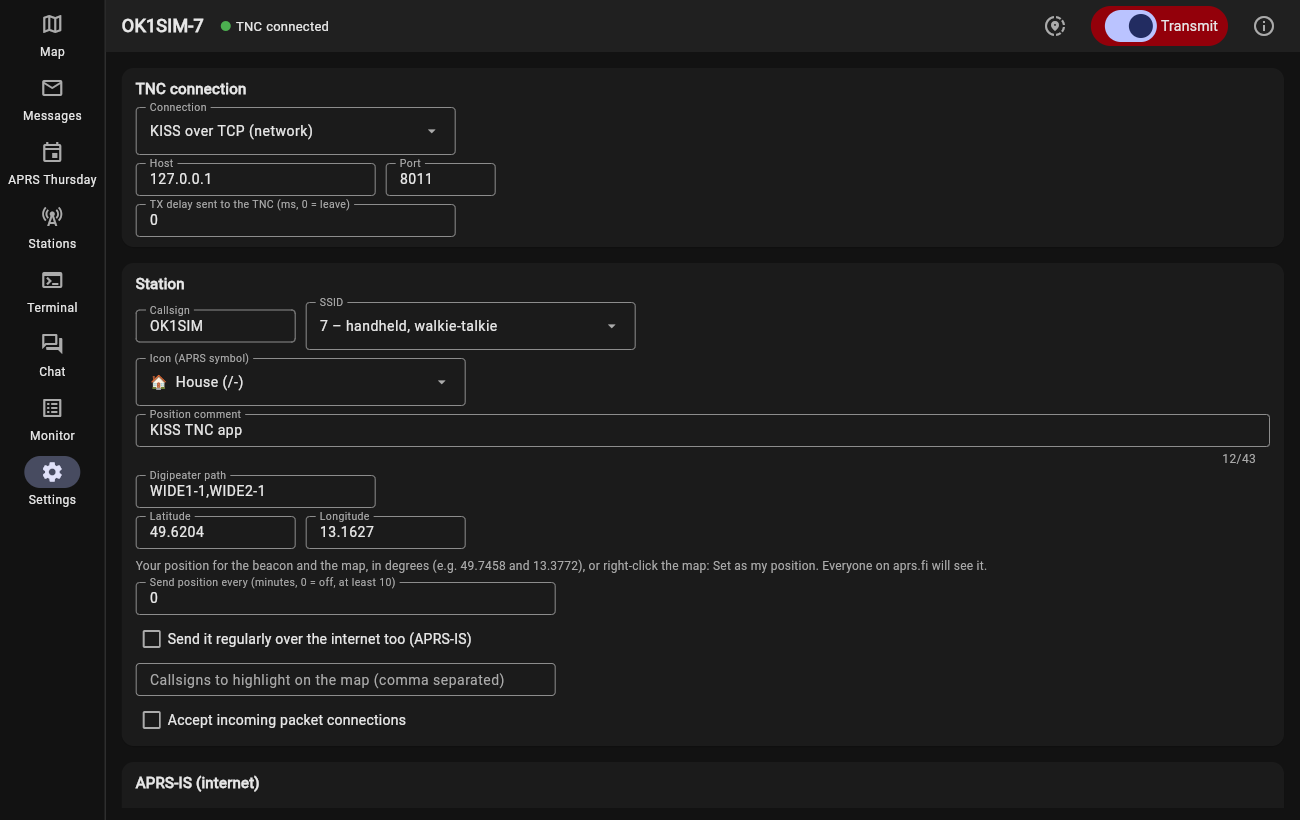 OK1SIM-7 TNC connected Transmit
Map
Messages
APRS Thursday
Stations
Terminal
Chat
Monitor
Settings
TNC connection
Connection
KISS over TCP (network)
Host Port
127.0.0.1 8011
TX delay sent to the TNC (ms, 0 = leave)
0
Station
Callsign SSID
OK1SIM 7 – handheld, walkie-talkie
Icon (APRS symbol)
House (/-)
Position comment
KISS TNC app
12/43
Digipeater path
WIDE1-1,WIDE2-1
Latitude Longitude
49.6204 13.1627
Your position for the beacon and the map, in degrees (e.g. 49.7458 and 13.3772), or right-click the map: Set as my position. Everyone on aprs.fi will see it.
Send position every (minutes, 0 = off, at least 10)
0
Send it regularly over the internet too (APRS-IS)
Callsigns to highlight on the map (comma separated)
Accept incoming packet connections
APRS-IS (internet)